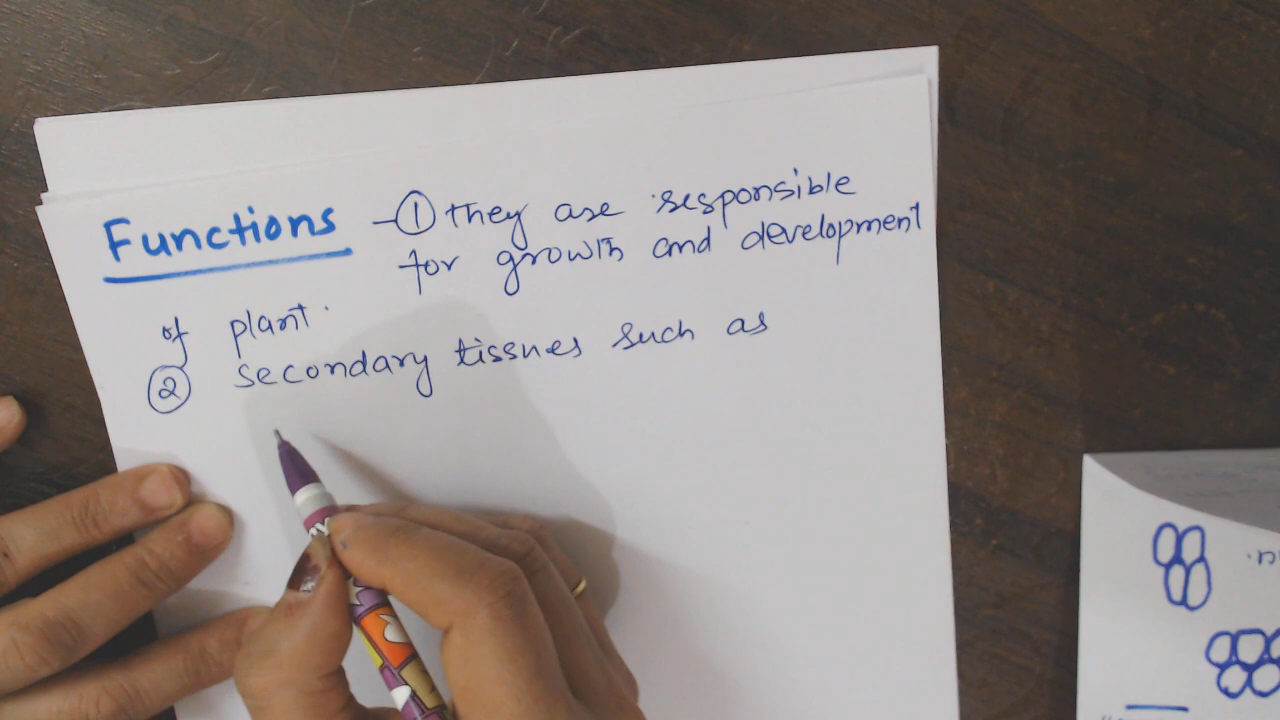 Functions - ① they are responsible
for growth and development
of plant.
② secondary tissues such as